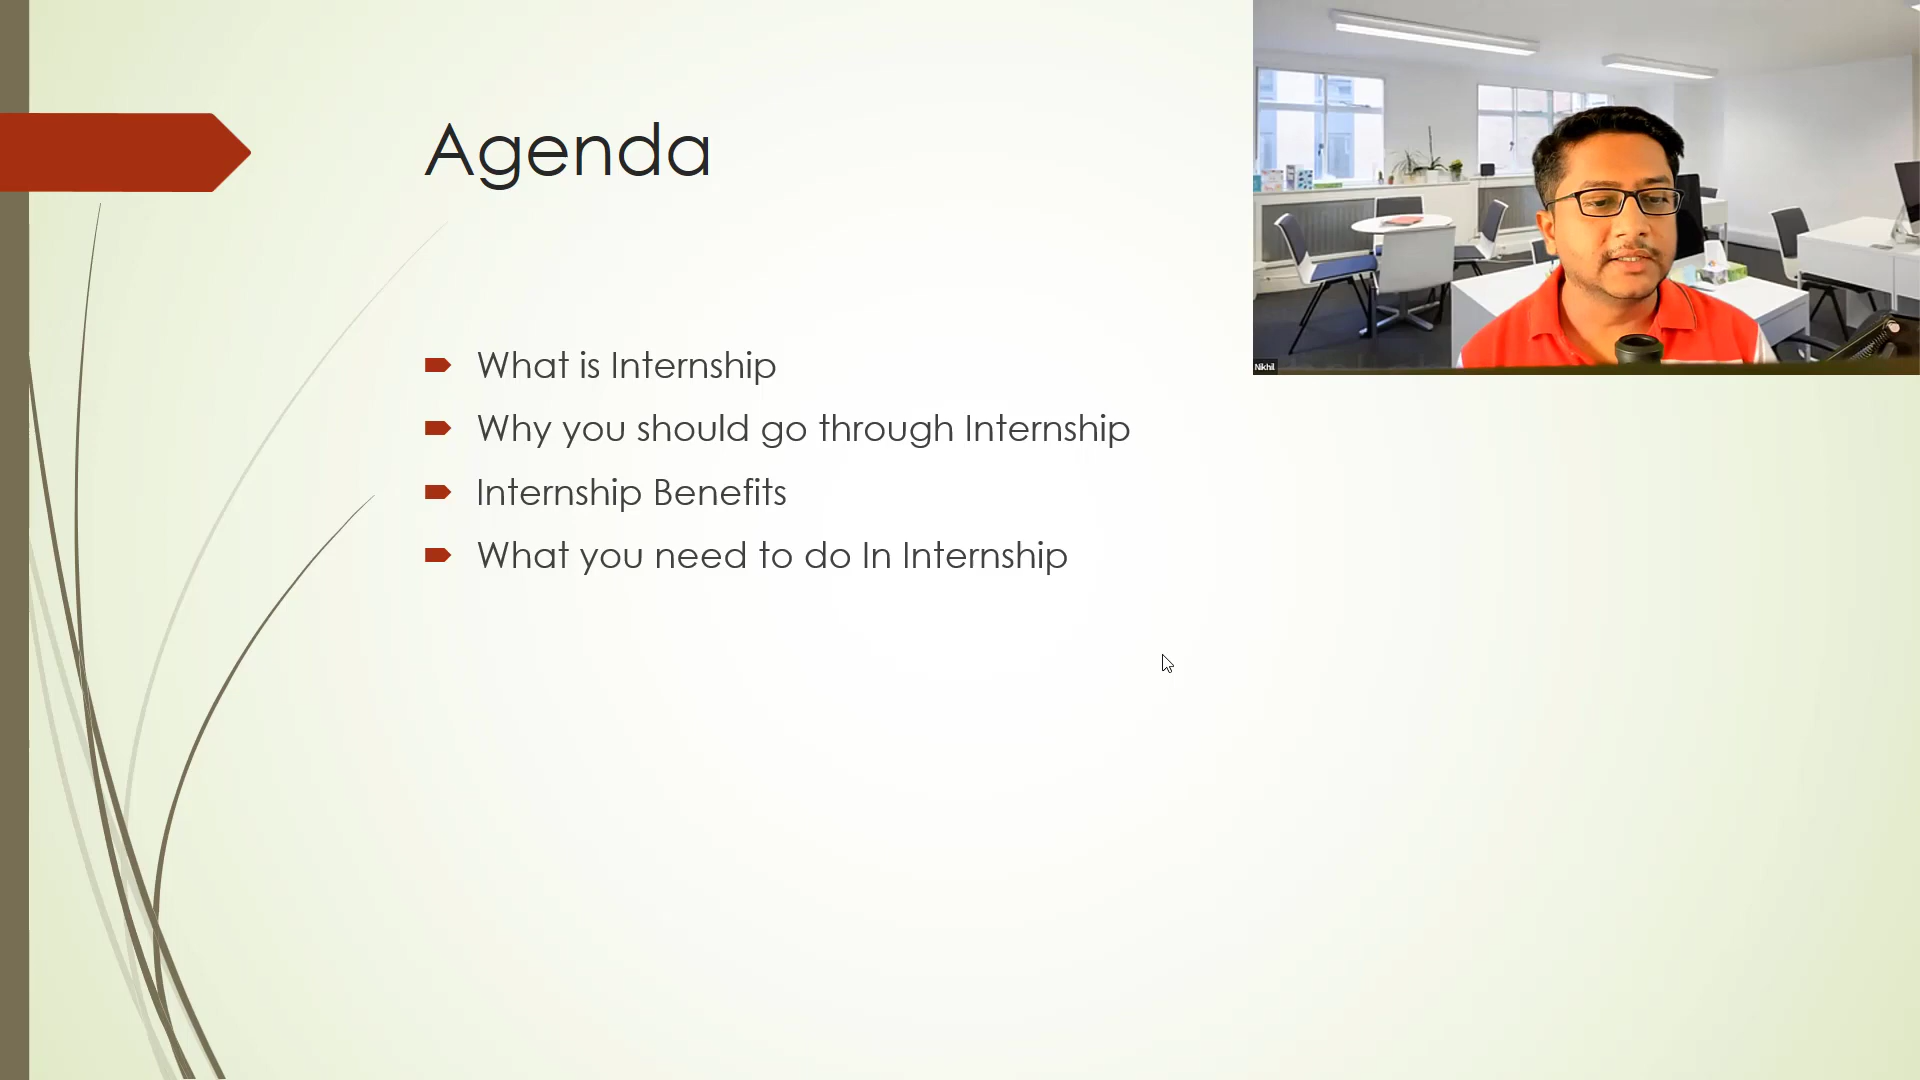 Agenda
What is Internship
Why you should go through Internship
Internship Benefits
What you need to do In Internship
Nikhil